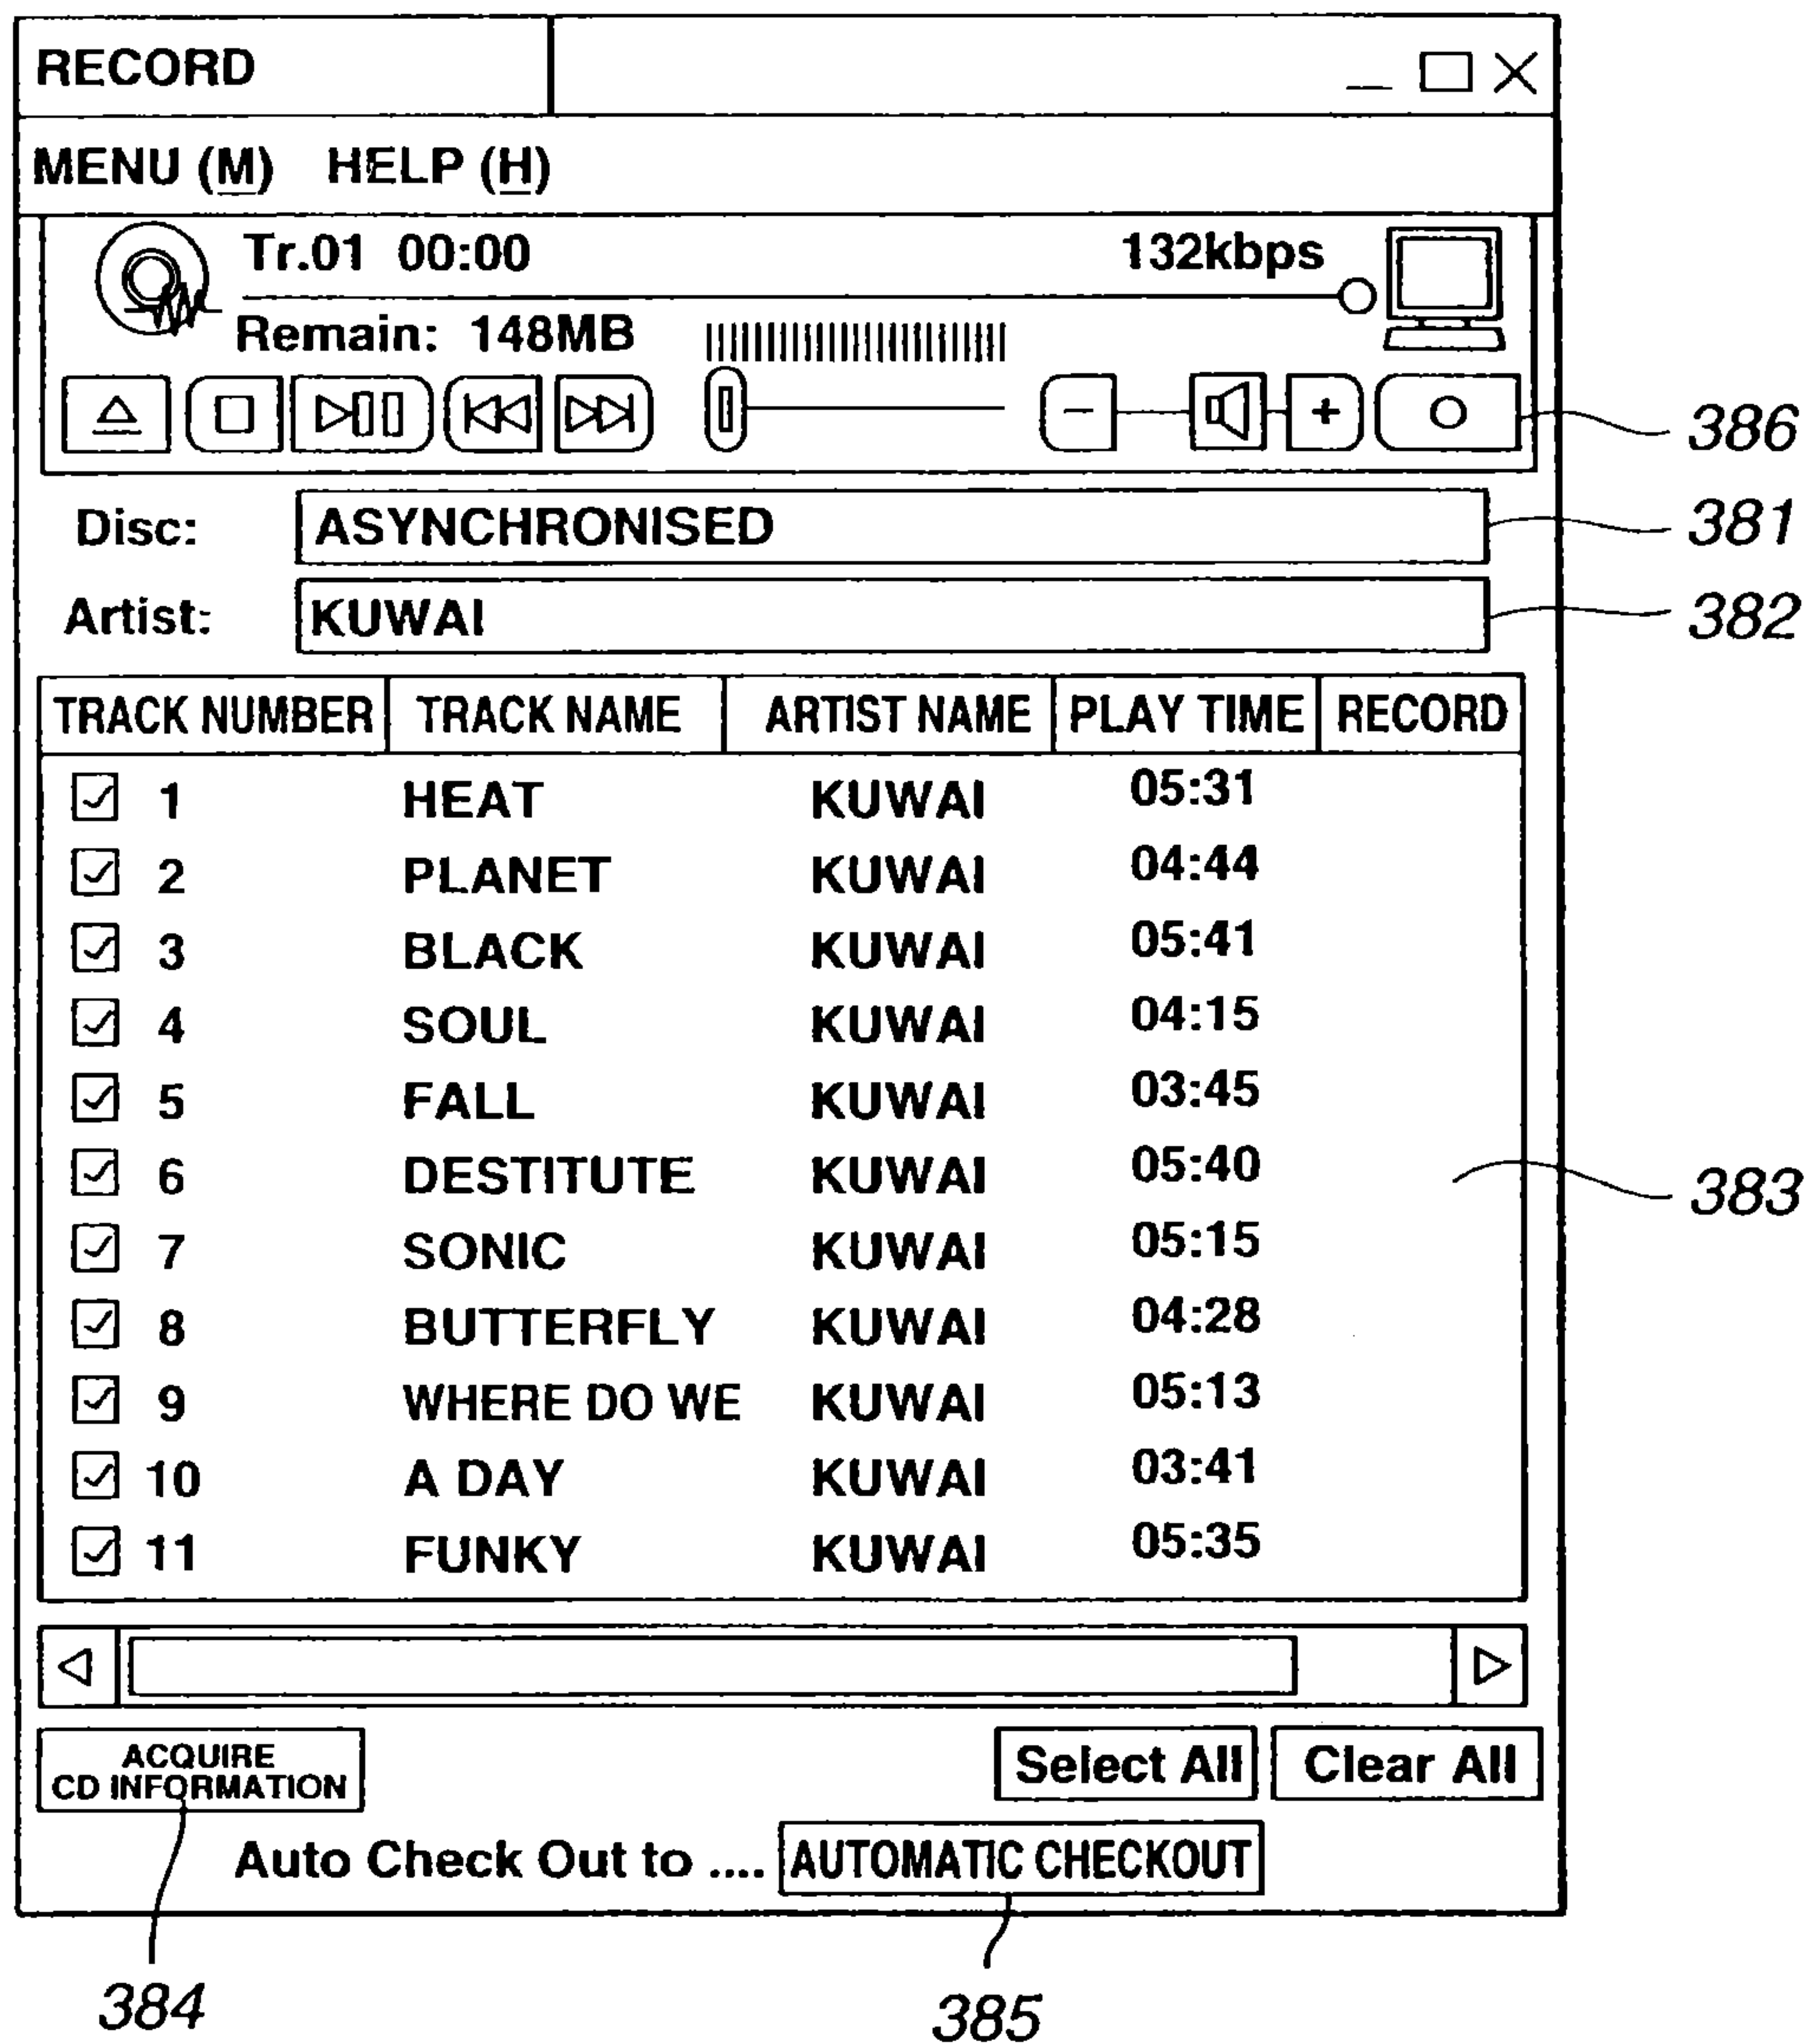 RECORD
MENU (M) HELP (H)
Tr.01 00:00 132kbps
Remain: 148MB
- +
386
Disc: ASYNCHRONISED
381
Artist: KUWAI
382
TRACK NUMBER TRACK NAME ARTIST NAME PLAY TIME RECORD
1 HEAT KUWAI 05:31
2 PLANET KUWAI 04:44
3 BLACK KUWAI 05:41
4 SOUL KUWAI 04:15
5 FALL KUWAI 03:45
6 DESTITUTE KUWAI 05:40
383
7 SONIC KUWAI 05:15
8 BUTTERFLY KUWAI 04:28
9 WHERE DO WE KUWAI 05:13
10 A DAY KUWAI 03:41
11 FUNKY KUWAI 05:35
ACQUIRE
CD INFORMATION
Select All Clear All
Auto Check Out to .... AUTOMATIC CHECKOUT
384
385